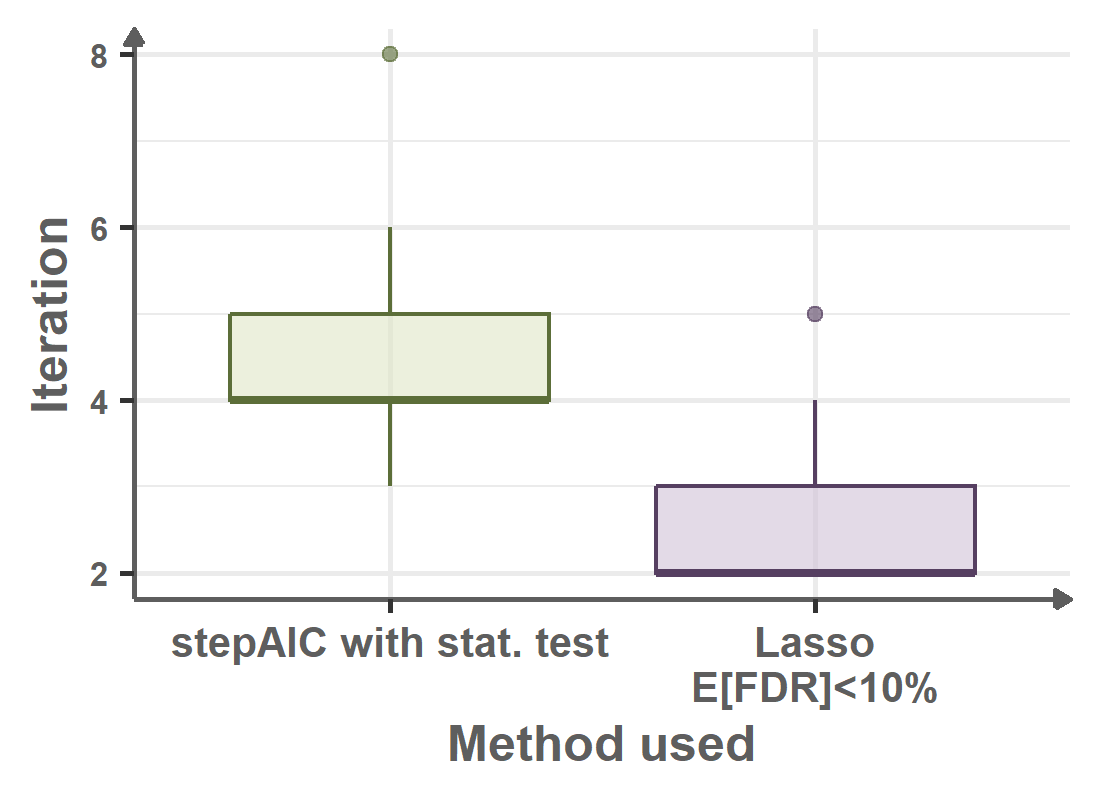 Iteration
8
6
4
2
stepAIC with stat. test
Lasso
E[FDR]<10%
Method used